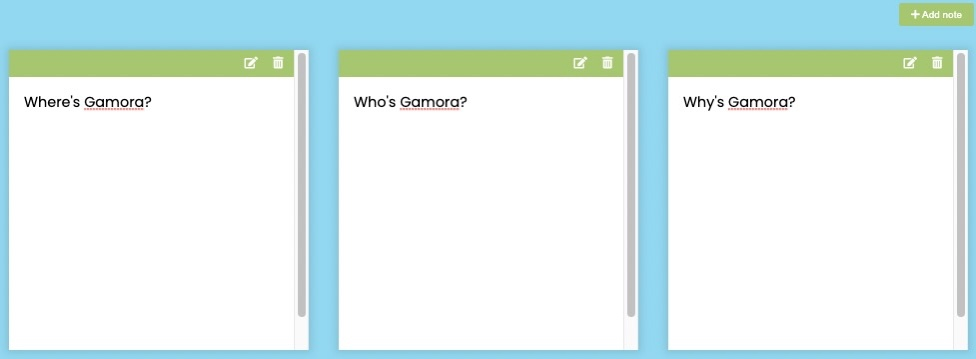 + Add note
Where's Gamora?
Who's Gamora?
Why's Gamora?